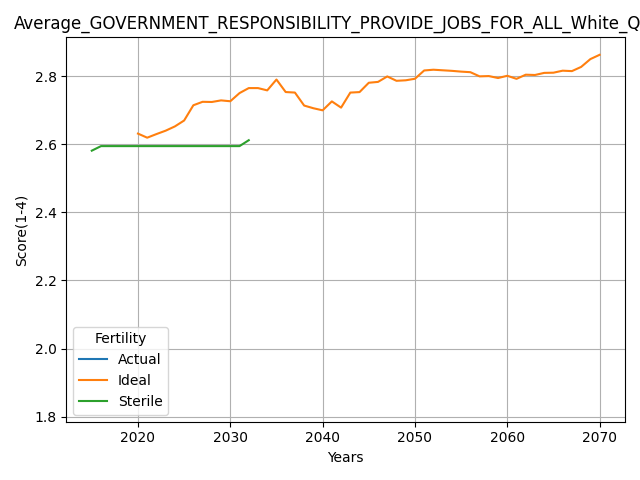 Average_GOVERNMENT_RESPONSIBILITY_PROVIDE_JOBS_FOR_ALL_White_Q
2.8
2.6
2.4
2.2
2.0
1.8
Score(1-4)
Fertility
Actual
Ideal
Sterile
2020 2030 2040 2050 2060 2070
Years